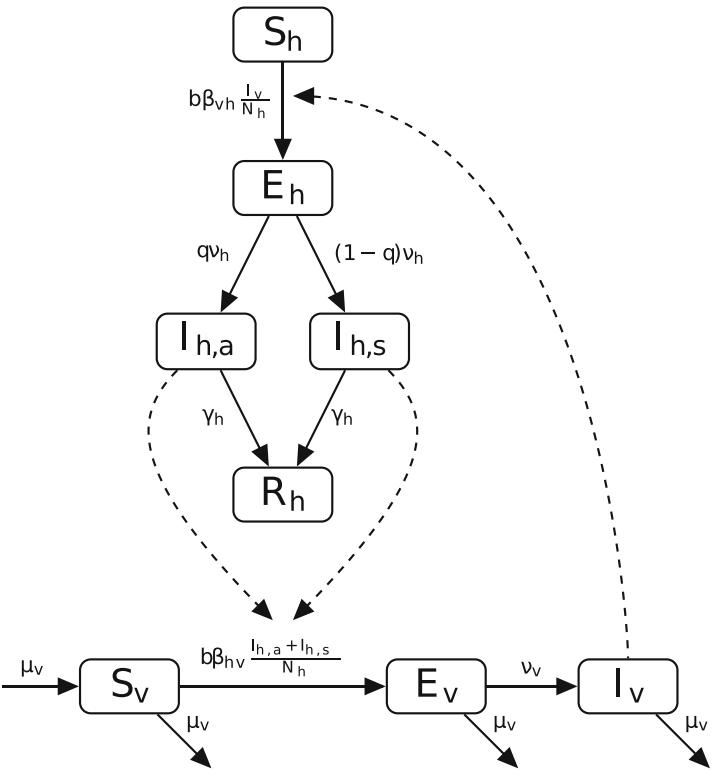 S_h
bβ_vh I_v/N_h
E_h
qν_h
(1 − q)ν_h
I_h,a
I_h,s
γ_h
γ_h
R_h
bβ_hv (I_h,a + I_h,s)/N_h
μ_v
S_v
E_v
ν_v
I_v
μ_v
μ_v
μ_v